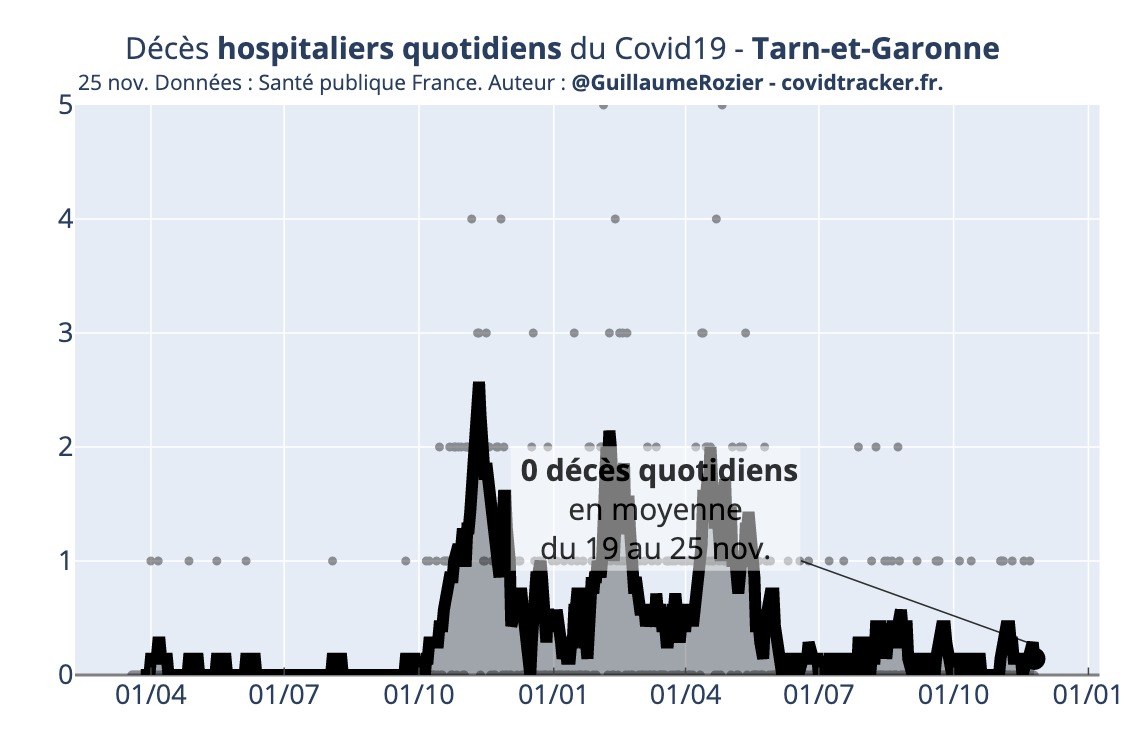 Décès hospitaliers quotidiens du Covid19 - Tarn-et-Garonne
25 nov. Données : Santé publique France. Auteur : @GuillaumeRozier - covidtracker.fr.
5
4
3
2
0 décès quotidiens
en moyenne
du 19 au 25 nov.
1
0
01/04 01/07 01/10 01/01 01/04 01/07 01/10 01/01